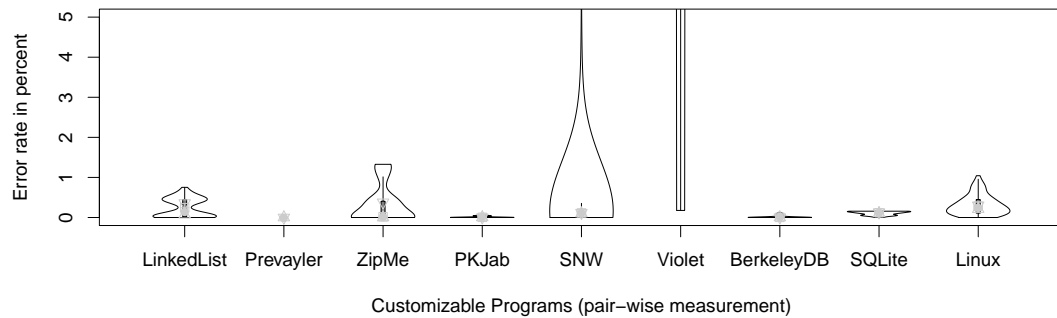 Error rate in percent
5
4
3
2
1
0
LinkedList Prevayler ZipMe PKJab SNW Violet BerkeleyDB SQLite Linux
Customizable Programs (pair−wise measurement)